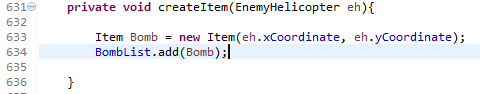 631 private void createItem(EnemyHelicopter eh){
632
633 Item Bomb = new Item(eh.xCoordinate, eh.yCoordinate);
634 BombList.add(Bomb);
635
636 }